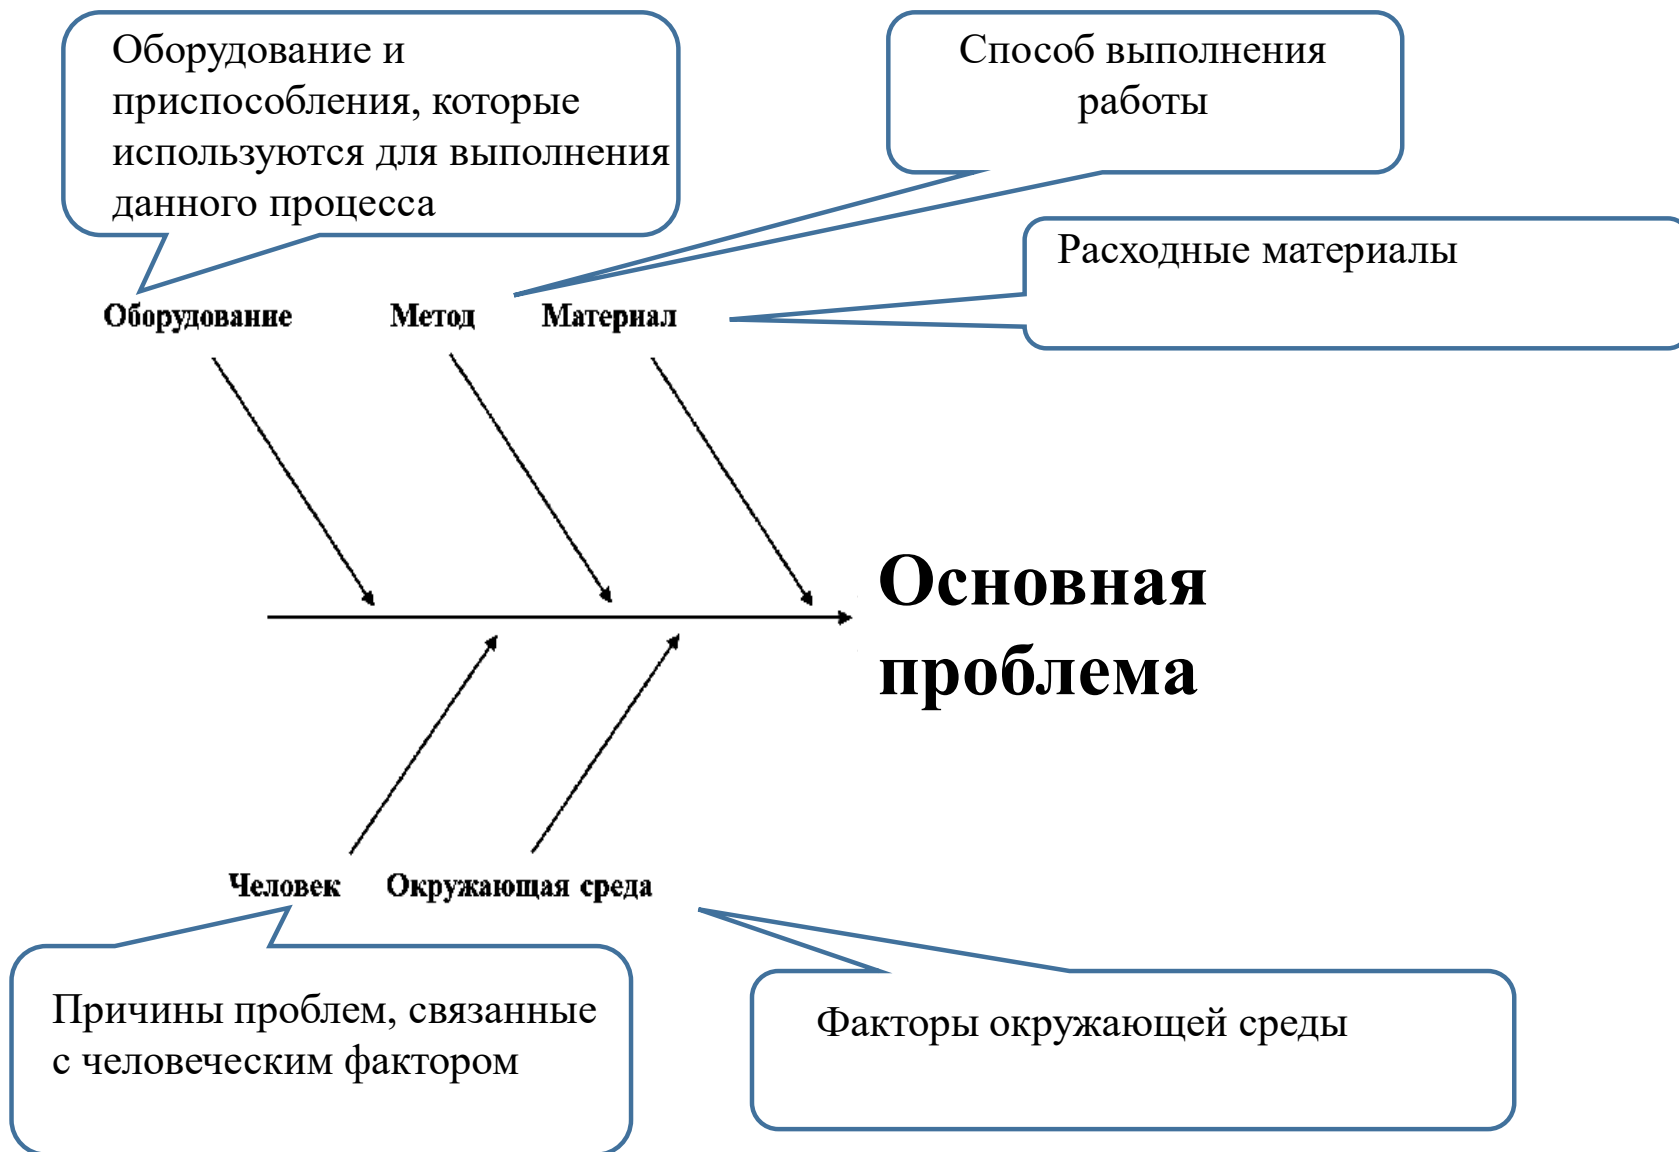 Оборудование и
приспособления, которые
используются для выполнения
данного процесса
Способ выполнения
работы
Расходные материалы
Оборудование
Метод
Материал
Основная
проблема
Человек
Окружающая среда
Причины проблем, связанные
с человеческим фактором
Факторы окружающей среды